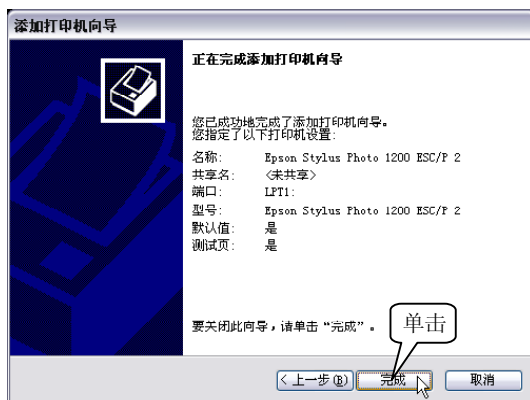 添加打印机向导
正在完成添加打印机向导
您已成功地完成了添加打印机向导。
您指定了以下打印机设置:
名称: Epson Stylus Photo 1200 ESC/P 2
共享名: <未共享>
端口: LPT1:
型号: Epson Stylus Photo 1200 ESC/P 2
默认值: 是
测试页: 是
要关闭此向导，请单击“完成”。
单击
< 上一步(B) 完成 取消